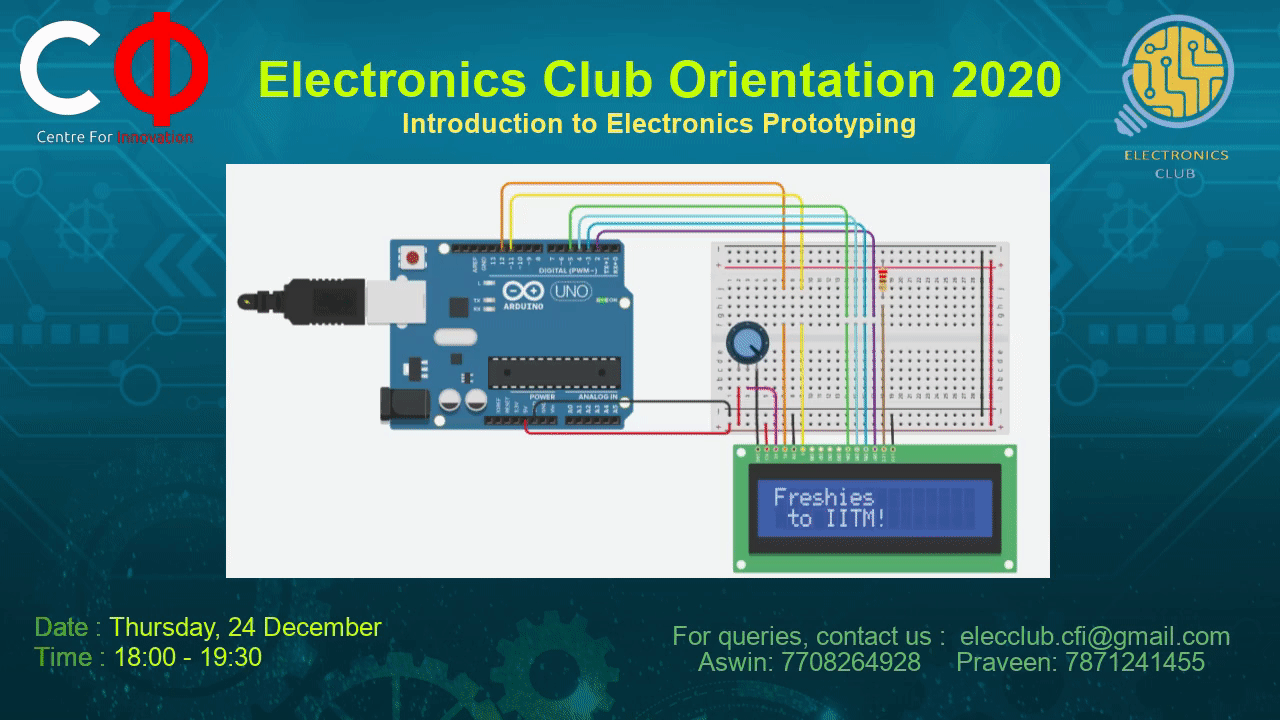 Electronics Club Orientation 2020
Introduction to Electronics Prototyping
Centre For Innovation
ELECTRONICS
CLUB
DIGITAL (PWM~)
UNO
ARDUINO
POWER
ANALOG IN
Freshies
to IITM!
Date : Thursday, 24 December
Time : 18:00 - 19:30
For queries, contact us : elecclub.cfi@gmail.com
Aswin: 7708264928 Praveen: 7871241455